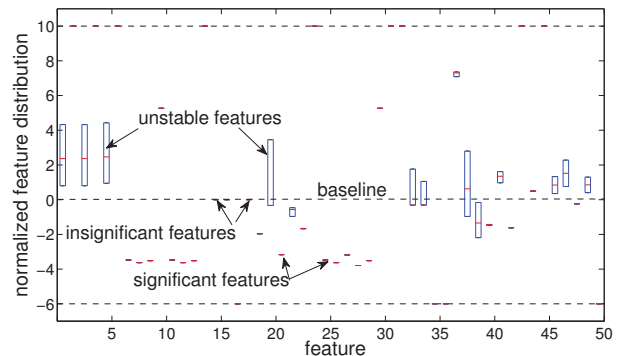 normalized feature distribution
10
8
6
4
2
0
−2
−4
−6
unstable features
baseline
insignificant features
significant features
5 10 15 20 25 30 35 40 45 50
feature